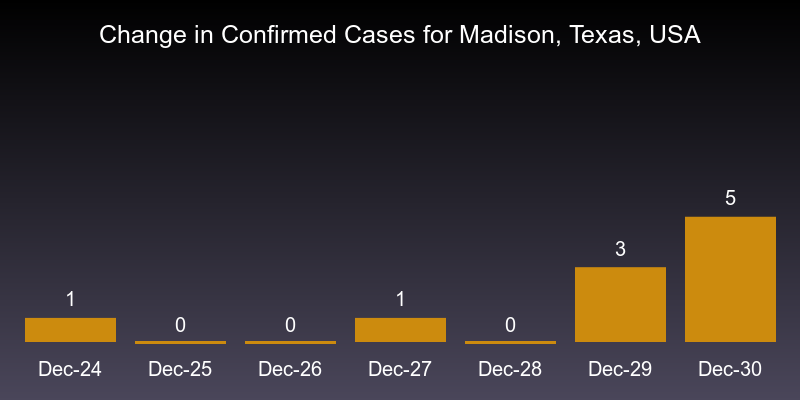 Change in Confirmed Cases for Madison, Texas, USA
1 0 0 1 0 3 5
Dec-24 Dec-25 Dec-26 Dec-27 Dec-28 Dec-29 Dec-30